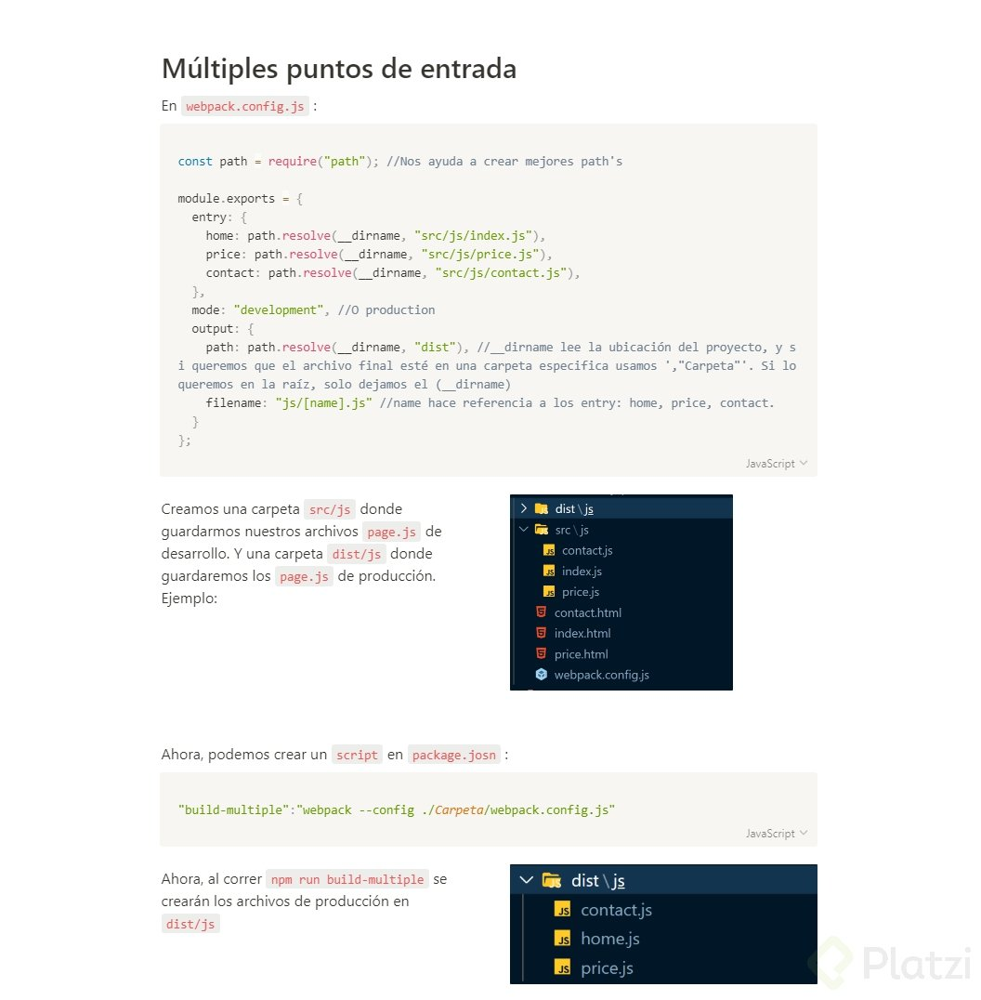 Múltiples puntos de entrada
En webpack.config.js :
const path = require("path"); //Nos ayuda a crear mejores path's
module.exports = {
entry: {
home: path.resolve(__dirname, "src/js/index.js"),
price: path.resolve(__dirname, "src/js/price.js"),
contact: path.resolve(__dirname, "src/js/contact.js"),
},
mode: "development", //O production
output: {
path: path.resolve(__dirname, "dist"), //__dirname lee la ubicación del proyecto, y s
i queremos que el archivo final esté en una carpeta especifica usamos ',"Carpeta"'. Si lo
queremos en la raíz, solo dejamos el (__dirname)
filename: "js/[name].js" //name hace referencia a los entry: home, price, contact.
}
};
JavaScript
Creamos una carpeta src/js donde
guardarmos nuestros archivos page.js de
desarrollo. Y una carpeta dist/js donde
guardaremos los page.js de producción.
Ejemplo:
dist \ js
src \ js
contact.js
index.js
price.js
contact.html
index.html
price.html
webpack.config.js
Ahora, podemos crear un script en package.josn :
"build-multiple":"webpack --config ./Carpeta/webpack.config.js"
JavaScript
Ahora, al correr npm run build-multiple se
crearán los archivos de producción en
dist/js
dist \ js
contact.js
home.js
price.js
Platzi